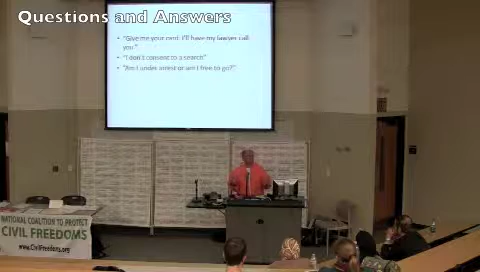 Questions and Answers
• "Give me your card; I'll have my lawyer call
you."
• "I don't consent to a search"
• "Am I under arrest or am I free to go?"
NATIONAL COALITION TO PROTECT
CIVIL FREEDOMS
www.CivilFreedoms.org